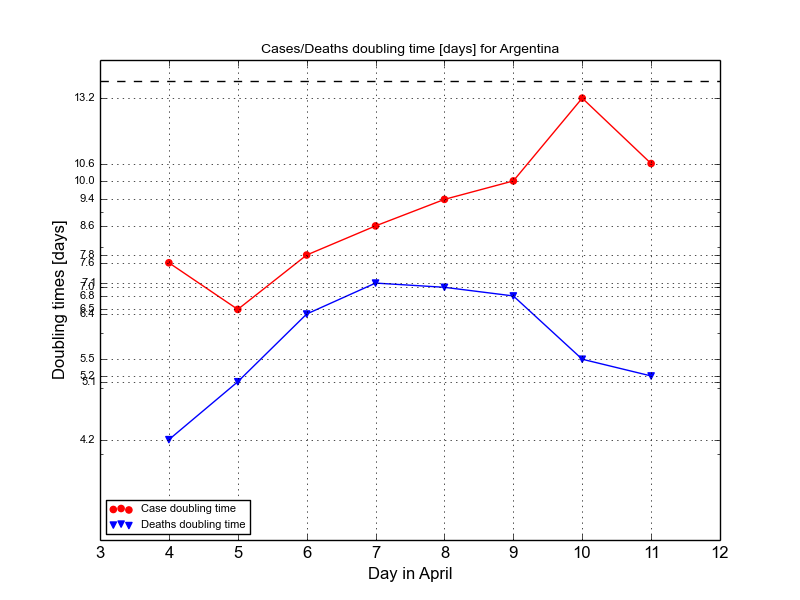 Cases/Deaths doubling time [days] for Argentina
Doubling times [days]
13.2
10.6
10.0
9.4
8.6
7.8
7.6
7.1
7.0
6.8
6.5
6.4
5.5
5.2
5.1
4.2
Case doubling time
Deaths doubling time
3 4 5 6 7 8 9 10 11 12
Day in April